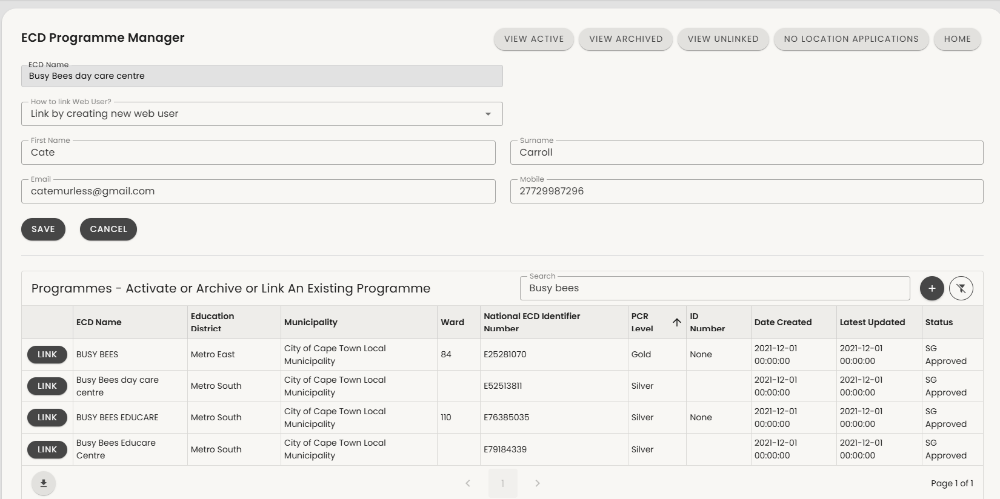 ECD Programme Manager
VIEW ACTIVE VIEW ARCHIVED VIEW UNLINKED NO LOCATION APPLICATIONS HOME
ECD Name
Busy Bees day care centre
How to link Web User?
Link by creating new web user
First Name Surname
Cate Carroll
Email Mobile
catemurless@gmail.com 27729987296
SAVE CANCEL
Search
Programmes - Activate or Archive or Link An Existing Programme Busy bees
ECD Name Education District Municipality Ward National ECD Identifier Number PCR Level ID Number Date Created Latest Updated Status
LINK BUSY BEES Metro East City of Cape Town Local Municipality 84 E25281070 Gold None 2021-12-01 00:00:00 2021-12-01 00:00:00 SG Approved
LINK Busy Bees day care centre Metro South City of Cape Town Local Municipality E52513811 Silver 2021-12-01 00:00:00 2021-12-01 00:00:00 SG Approved
LINK BUSY BEES EDUCARE Metro South City of Cape Town Local Municipality 110 E76385035 Silver None 2021-12-01 00:00:00 2021-12-01 00:00:00 SG Approved
LINK Busy Bees Educare Centre Metro South City of Cape Town Local Municipality E79184339 Silver 2021-12-01 00:00:00 2021-12-01 00:00:00 SG Approved
1 Page 1 of 1